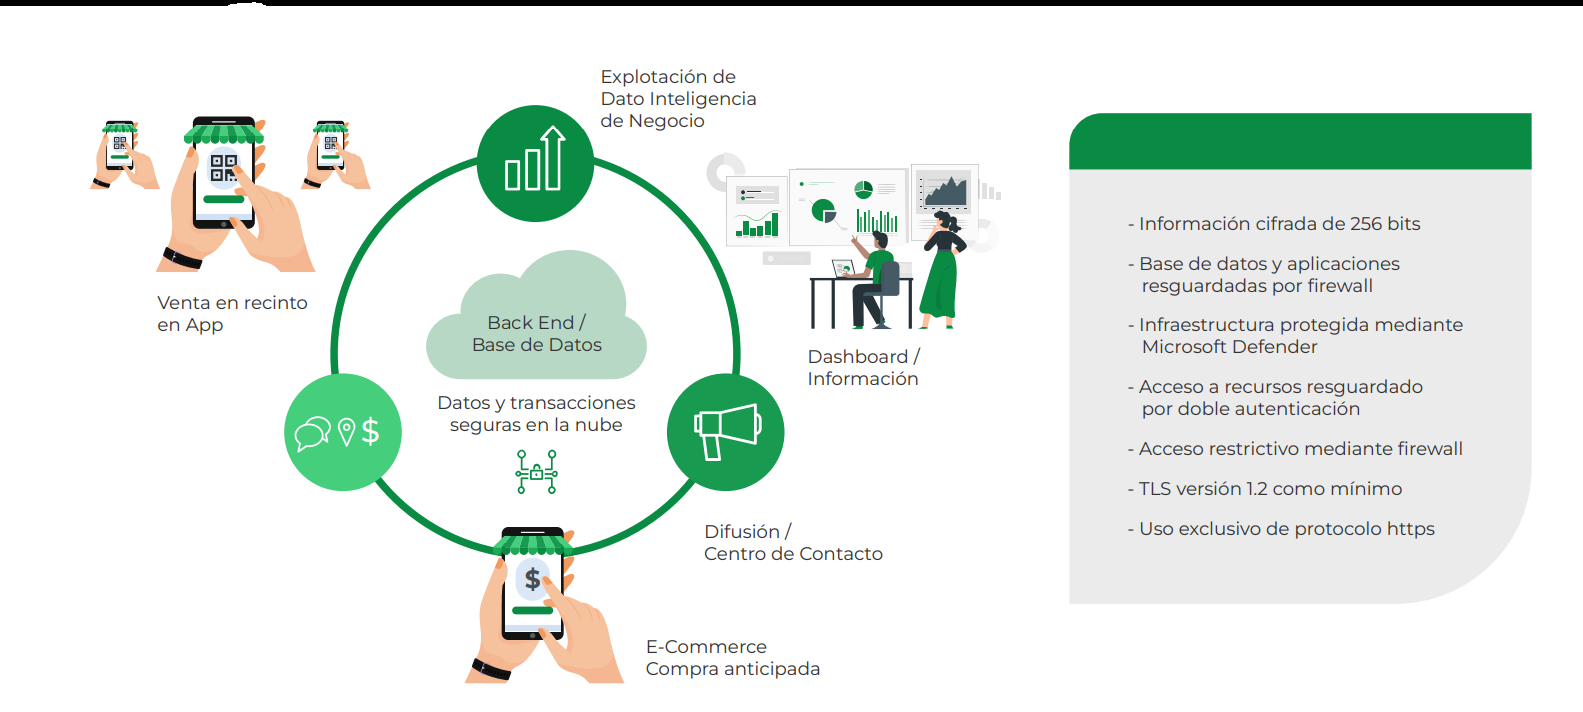 Explotación de
Dato Inteligencia
de Negocio
Venta en recinto
en App
Back End /
Base de Datos
Datos y transacciones
seguras en la nube
$
Dashboard /
Información
Difusión /
Centro de Contacto
$
E-Commerce
Compra anticipada
- Información cifrada de 256 bits
- Base de datos y aplicaciones
resguardadas por firewall
- Infraestructura protegida mediante
Microsoft Defender
- Acceso a recursos resguardado
por doble autenticación
- Acceso restrictivo mediante firewall
- TLS versión 1.2 como mínimo
- Uso exclusivo de protocolo https